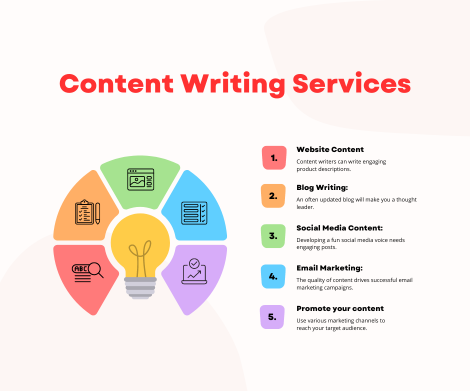 Content Writing Services
ABC
1.
Website Content
Content writers can write engaging
product descriptions.
2.
Blog Writing:
An often updated blog will make you a thought
leader.
3.
Social Media Content:
Developing a fun social media voice needs
engaging posts.
4.
Email Marketing:
The quality of content drives successful email
marketing campaigns.
5.
Promote your content
Use various marketing channels to
reach your target audience.